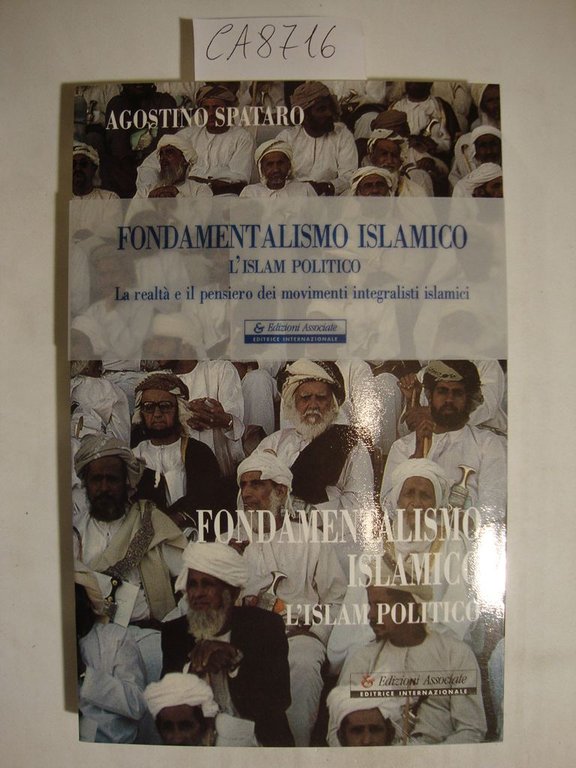 CA8716
AGOSTINO SPATARO
FONDAMENTALISMO ISLAMICO
L'ISLAM POLITICO
La realtà e il pensiero dei movimenti integralisti islamici
& Edizioni Associate
EDITRICE INTERNAZIONALE
FONDAMENTALISMO
ISLAMICO
L'ISLAM POLITICO
& Edizioni Associate
EDITRICE INTERNAZIONALE